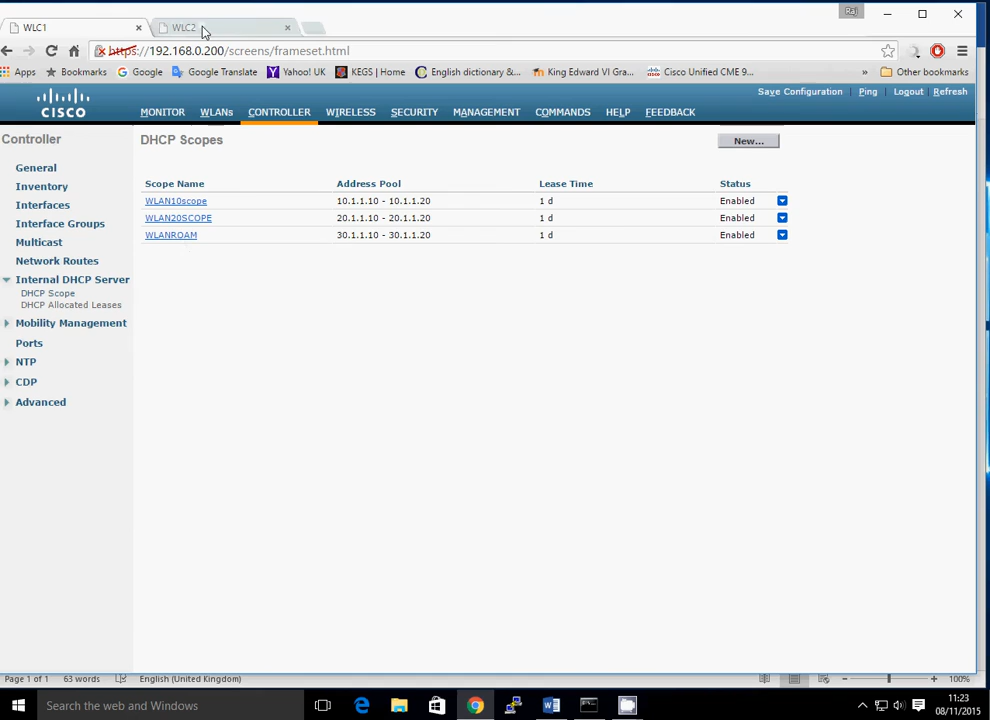 WLC1
WLC2
Raj
https://192.168.0.200/screens/frameset.html
Apps
Bookmarks
Google
Google Translate
Yahoo! UK
KEGS | Home
English dictionary &...
King Edward VI Gra...
Cisco Unified CME 9...
»
Other bookmarks
CISCO
Save Configuration | Ping | Logout | Refresh
MONITOR WLANs CONTROLLER WIRELESS SECURITY MANAGEMENT COMMANDS HELP FEEDBACK
Controller
General
Inventory
Interfaces
Interface Groups
Multicast
Network Routes
Internal DHCP Server
DHCP Scope
DHCP Allocated Leases
Mobility Management
Ports
NTP
CDP
Advanced
DHCP Scopes
New...
Scope Name Address Pool Lease Time Status
WLAN10scope 10.1.1.10 - 10.1.1.20 1 d Enabled
WLAN20SCOPE 20.1.1.10 - 20.1.1.20 1 d Enabled
WLANROAM 30.1.1.10 - 30.1.1.20 1 d Enabled
Page 1 of 1 63 words English (United Kingdom) 100%
Search the web and Windows
11:23
08/11/2015